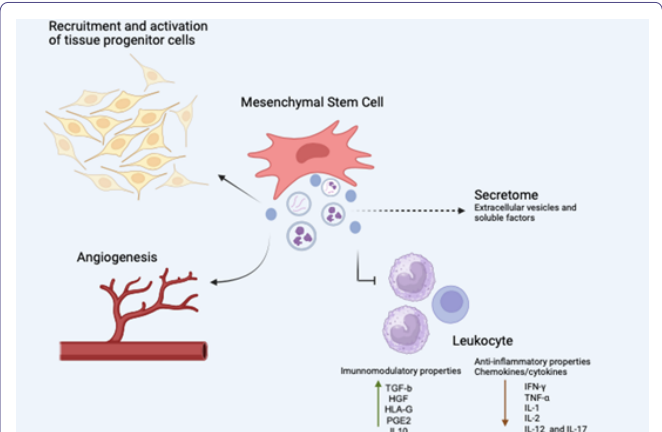 Recruitment and activation
of tissue progenitor cells
Mesenchymal Stem Cell
Secretome
Extracellular vesicles and
soluble factors
Angiogenesis
Leukocyte
Imunnomodulatory properties
TGF-b
HGF
HLA-G
PGE2
IL10
Anti-inflammatory properties
Chemokines/cytokines
IFN-γ
TNF-α
IL-1
IL-2
IL-12 and IL-17